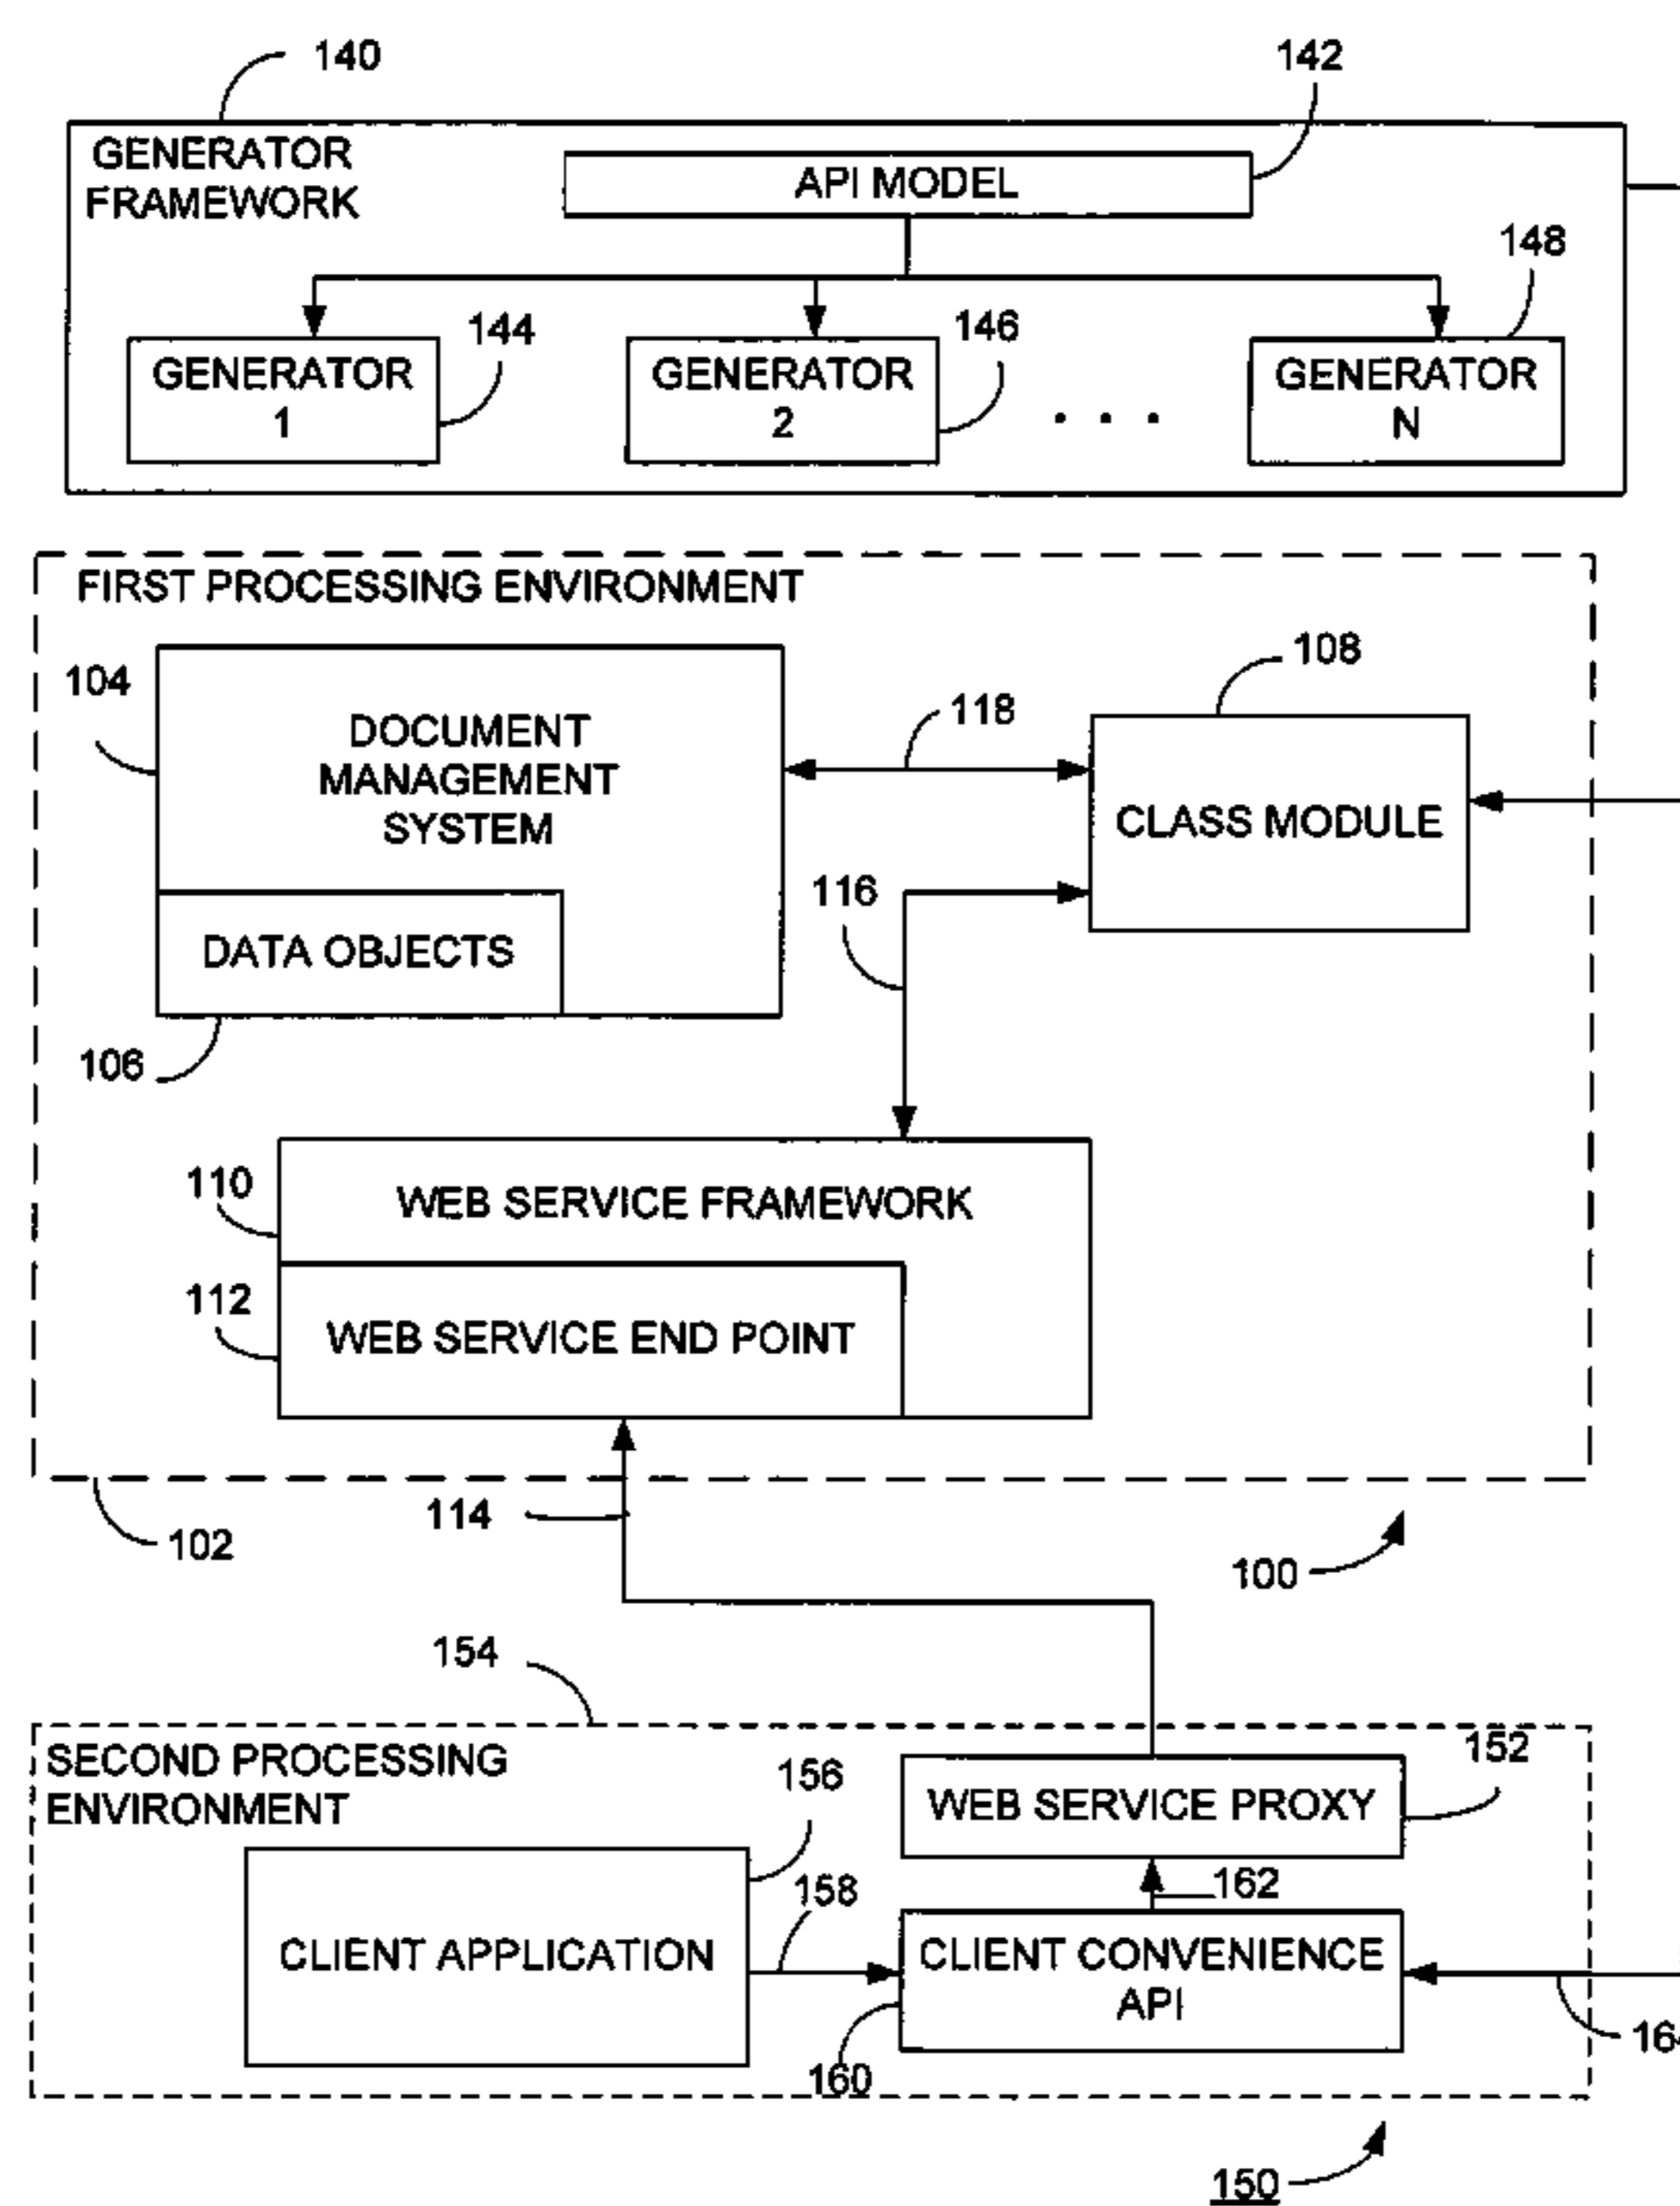 140
142
GENERATOR
FRAMEWORK
API MODEL
148
144
146
GENERATOR
1
GENERATOR
2
. . .
GENERATOR
N
FIRST PROCESSING ENVIRONMENT
108
104
118
DOCUMENT
MANAGEMENT
SYSTEM
CLASS MODULE
116
DATA OBJECTS
106
110
WEB SERVICE FRAMEWORK
112
WEB SERVICE END POINT
114
102
100
154
SECOND PROCESSING
ENVIRONMENT
152
156
WEB SERVICE PROXY
158
162
CLIENT APPLICATION
CLIENT CONVENIENCE
API
160
150